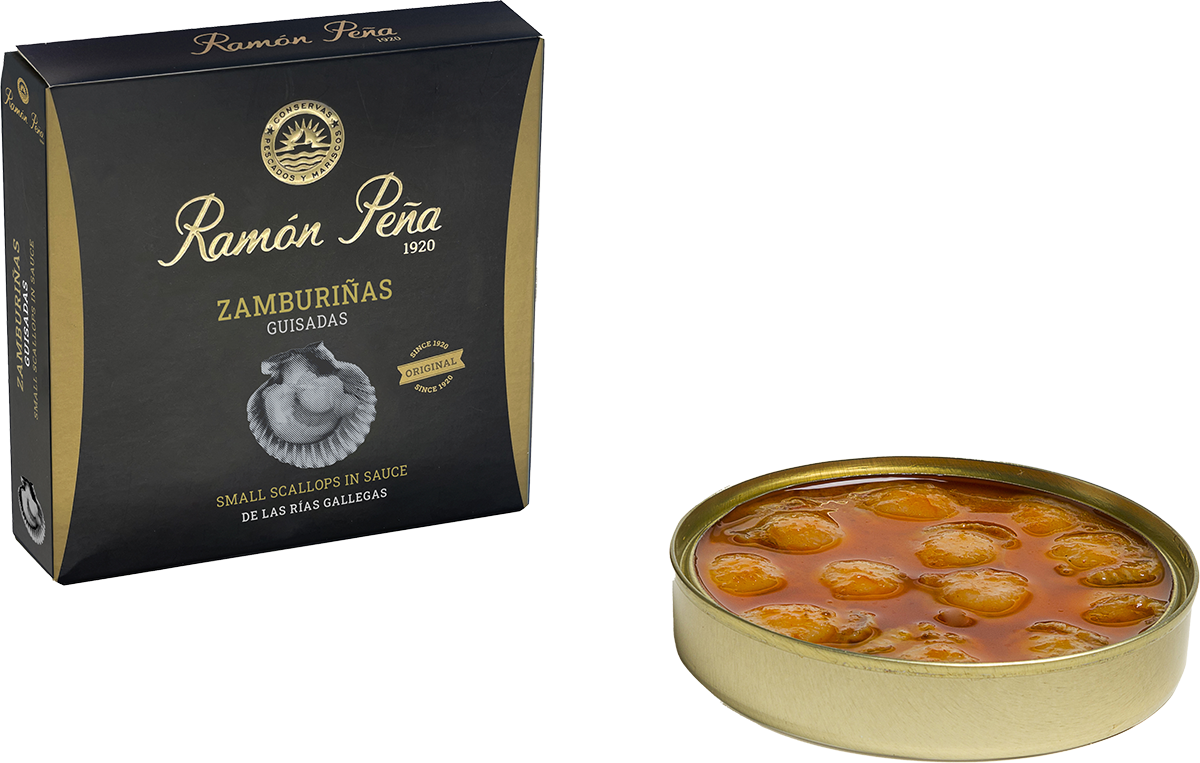 Ramón Peña
1920
Ramón Peña
ZAMBURIÑAS
GUISADAS
SMALL SCALLOPS IN SAUCE
CONSERVAS
PESCADOS Y MARISCOS
Ramón Peña
1920
ZAMBURIÑAS
GUISADAS
SINCE 1920
ORIGINAL
SINCE 1920
SMALL SCALLOPS IN SAUCE
DE LAS RÍAS GALLEGAS